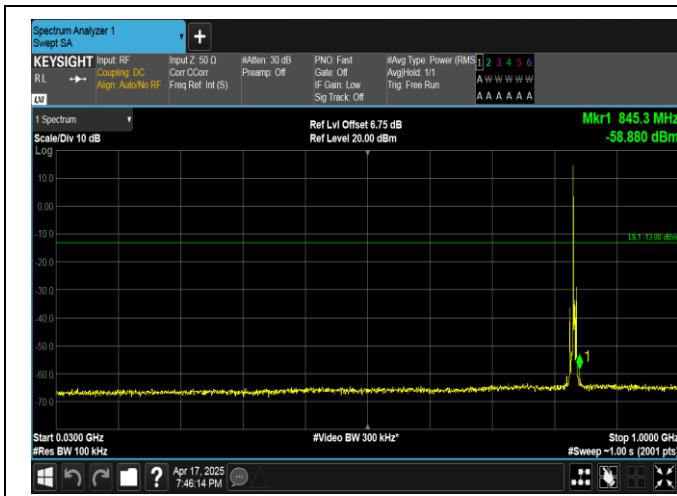 Spectrum Analyzer 1
Swept SA
+
KEYSIGHT
RL
LXI
Input: RF
Coupling: DC
Align: Auto/No RF
Input Z: 50 Ω
Corr CCorr
Freq Ref: Int (S)
#Atten: 30 dB
Preamp: Off
PNO: Fast
Gate: Off
IF Gain: Low
Sig Track: Off
#Avg Type: Power (RMS
Avg|Hold: 1/1
Trig: Free Run
1 2 3 4 5 6
A W W W W W
A A A A A A
1 Spectrum
Scale/Div 10 dB
Ref Lvl Offset 6.75 dB
Ref Level 20.00 dBm
Mkr1 845.3 MHz
-58.880 dBm
Log
10.0
0.00
-10.0
DL1 -13.00 dBm
-20.0
-30.0
-40.0
-50.0
1
-60.0
-70.0
Start 0.0300 GHz
#Video BW 300 kHz*
Stop 1.0000 GHz
#Res BW 100 kHz
#Sweep ~1.00 s (2001 pts)
?
Apr 17, 2025
7:46:14 PM